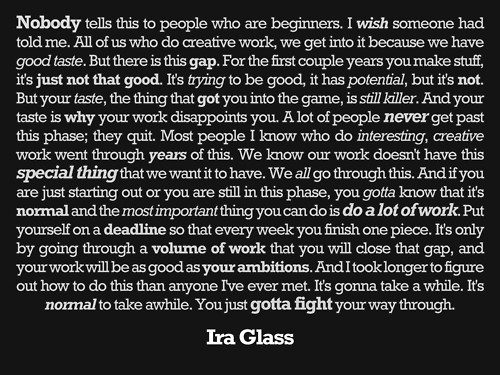 Nobody tells this to people who are beginners. I wish someone had
told me. All of us who do creative work, we get into it because we have
good taste. But there is this gap. For the first couple years you make stuff,
it's just not that good. It's trying to be good, it has potential, but it's not.
But your taste, the thing that got you into the game, is still killer. And your
taste is why your work disappoints you. A lot of people never get past
this phase; they quit. Most people I know who do interesting, creative
work went through years of this. We know our work doesn't have this
special thing that we want it to have. We all go through this. And if you
are just starting out or you are still in this phase, you gotta know that it's
normal and the most important thing you can do is do a lot of work. Put
yourself on a deadline so that every week you finish one piece. It's only
by going through a volume of work that you will close that gap, and
your work will be as good as your ambitions. And I took longer to figure
out how to do this than anyone I've ever met. It's gonna take a while. It's
normal to take awhile. You just gotta fight your way through.
Ira Glass